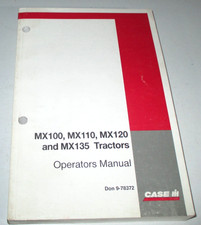 MX100, MX110, MX120
and MX135 Tractors
Operators Manual
Don 9-78372
CASE IH